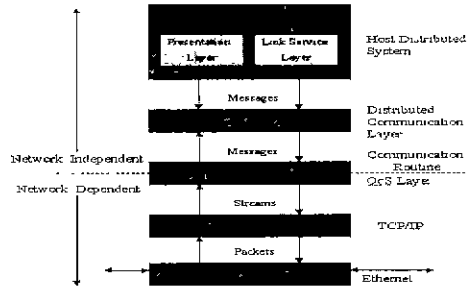 Host Distributed
System
Presentation
Layer
Link Service
Layer
Messages
Distributed
Communication
Layer
Messages
Communication
Routine
Network Independent
Network Dependent
QoS Layer
Streams
TCP/IP
Packets
Ethernet